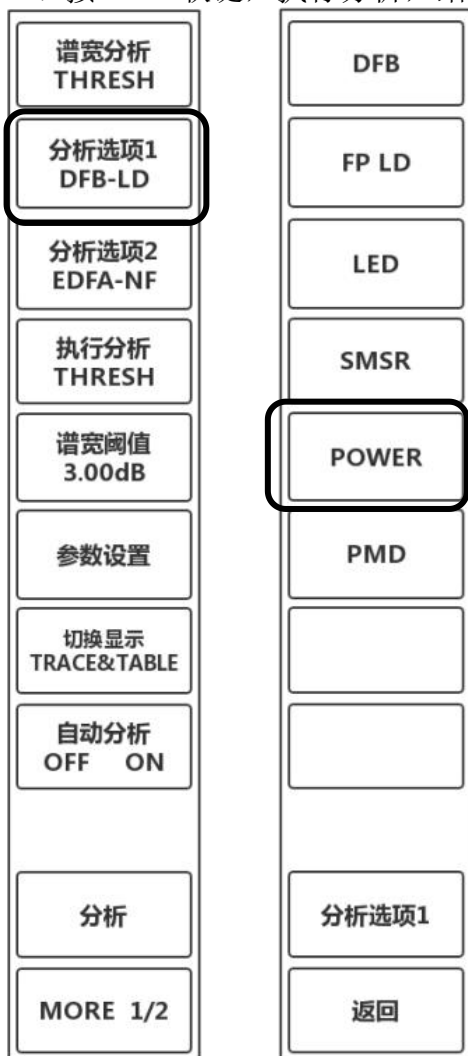 谱宽分析
THRESH
分析选项1
DFB-LD
分析选项2
EDFA-NF
执行分析
THRESH
谱宽阈值
3.00dB
参数设置
切换显示
TRACE&TABLE
自动分析
OFF ON
分析
MORE 1/2
DFB
FP LD
LED
SMSR
POWER
PMD
分析选项1
返回